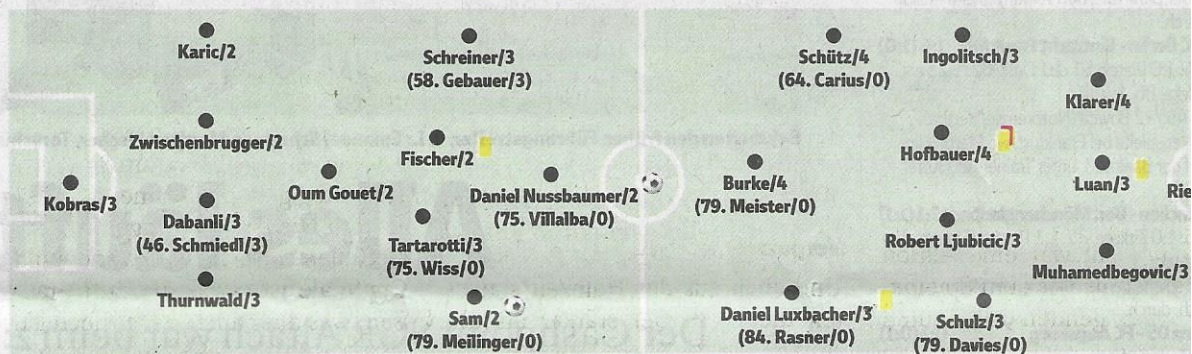 Karic/2
Schreiner/3
(58. Gebauer/3)
Schütz/4
(64. Carius/0)
Ingolitsch/3
Klarer/4
Zwischenbrugger/2
Fischer/2
Hofbauer/4
Kobras/3
Oum Gouet/2
Daniel Nussbaumer/2
(75. Villalba/0)
Burke/4
(79. Meister/0)
Luan/3
Rie
Dabanli/3
(46. Schmiedl/3)
Tartarotti/3
(75. Wiss/0)
Robert Ljubicic/3
Muhamedbegovic/3
Thurnwald/3
Sam/2
(79. Meilinger/0)
Daniel Luxbacher/3
(84. Rasner/0)
Schulz/3
(79. Davies/0)